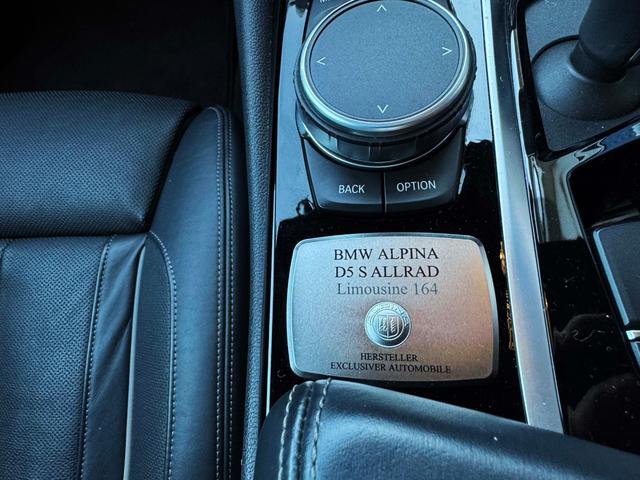 BACK
OPTION
BMW ALPINA
D5 S ALLRAD
Limousine 164
HERSTELLER
EXCLUSIVER AUTOMOBILE